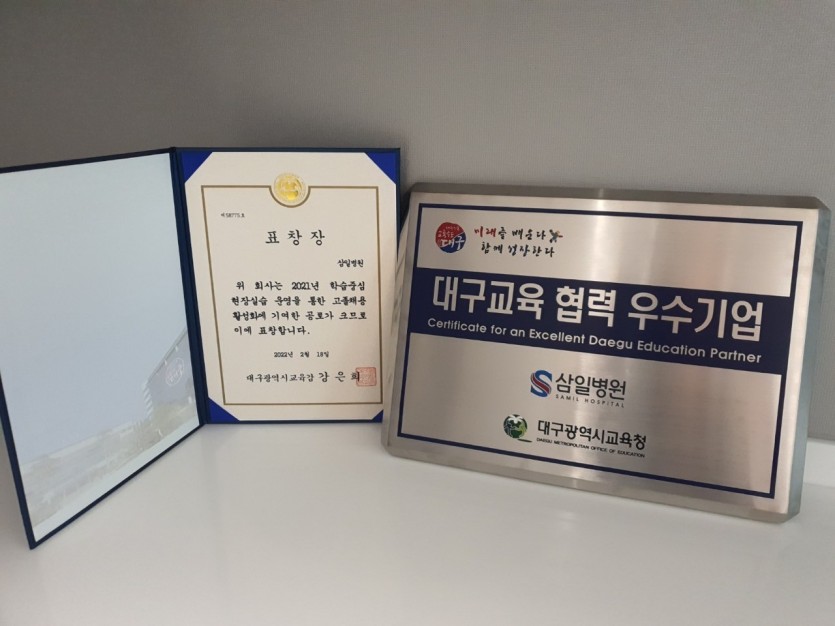 표창장
삼일병원
위 회사는 2021년 학습중심
현장실습 운영을 통한 고졸채용
활성화에 기여한 공로가 크므로
이에 표창합니다.
2022년 2월 18일
대구광역시교육감 강은희
대구
미래를 배운다
함께 성장한다
대구교육 협력 우수기업
Certificate for an Excellent Daegu Education Partner
삼일병원
SAMIL HOSPITAL
대구광역시교육청
DAEGU METROPOLITAN OFFICE OF EDUCATION